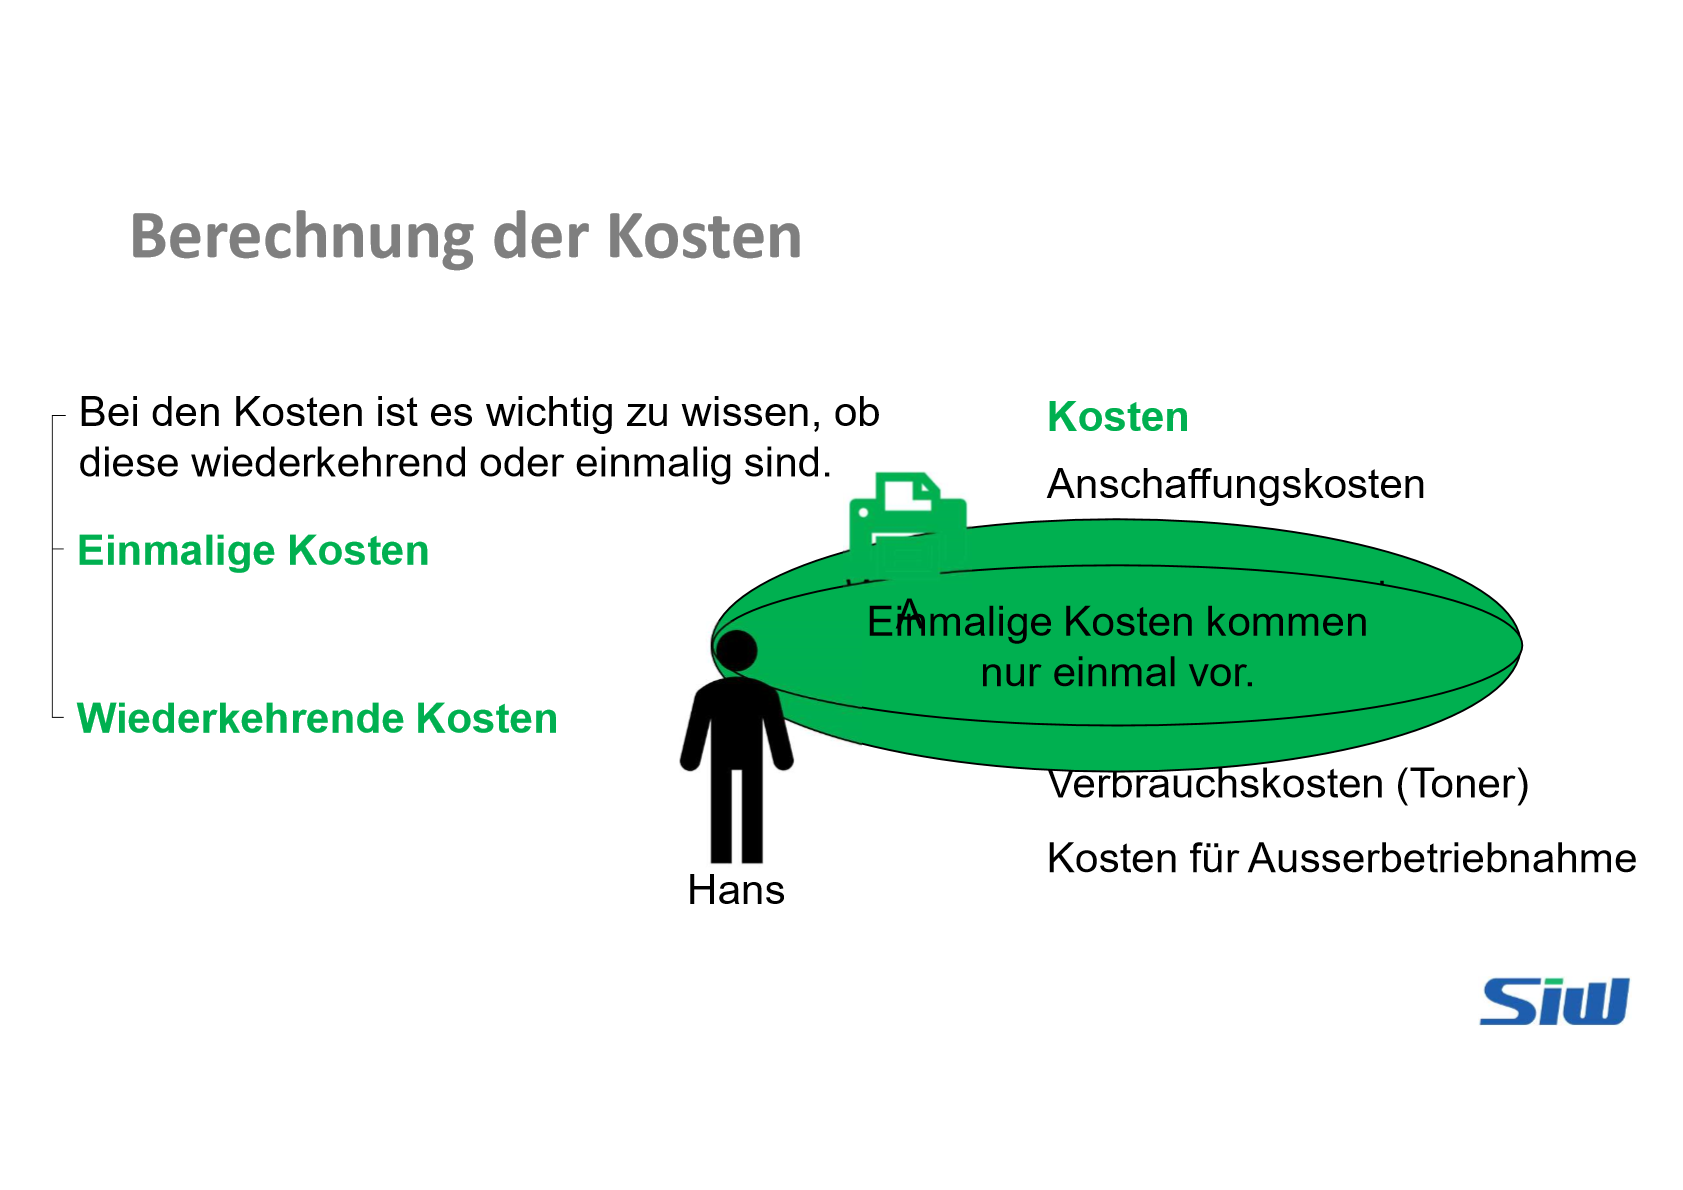 Berechnung der Kosten
Bei den Kosten ist es wichtig zu wissen, ob
diese wiederkehrend oder einmalig sind.
Einmalige Kosten
Wiederkehrende Kosten
Kosten
Anschaffungskosten
A
Einmalige Kosten kommen
nur einmal vor.
Verbrauchskosten (Toner)
Kosten für Ausserbetriebnahme
Hans
Siw